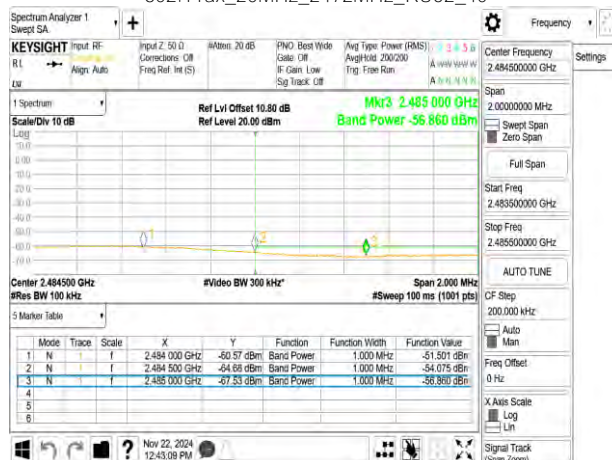 Spectrum Analyzer 1
Swept SA
+
Frequency
Settings
KEYSIGHT
Input: RF
Align: Auto
Input Z: 50 Ω
Corrections: Off
Freq Ref: Int (S)
#Atten: 20 dB
PNO: Best Wide
Gate: Off
IF Gain: Low
Sig Track: Off
Avg Type: Power (RMS)
Avg|Hold: 200/200
Trig: Free Run
1 Spectrum
Scale/Div 10 dB
Log
Ref Lvl Offset 10.80 dB
Ref Level 20.00 dBm
Mkr3 2.485 000 GHz
Band Power -56.860 dBm
Center 2.484500 GHz
#Res BW 100 kHz
#Video BW 300 kHz*
Span 2.000 MHz
#Sweep 100 ms (1001 pts)
5 Marker Table
Mode Trace Scale X Y Function Function Width Function Value
1 N 1 f 2.484 000 GHz -60.57 dBm Band Power 1.000 MHz -51.501 dBm
2 N 1 f 2.484 500 GHz -64.68 dBm Band Power 1.000 MHz -54.075 dBm
3 N 1 f 2.485 000 GHz -67.53 dBm Band Power 1.000 MHz -56.860 dBm
4
5
6
Nov 22, 2024
12:43:09 PM
Center Frequency
2.484500000 GHz
Span
2.00000000 MHz
Swept Span
Zero Span
Full Span
Start Freq
2.483500000 GHz
Stop Freq
2.485500000 GHz
AUTO TUNE
CF Step
200.000 kHz
Auto
Man
Freq Offset
0 Hz
X Axis Scale
Log
Lin
Signal Track
(Span Zoom)